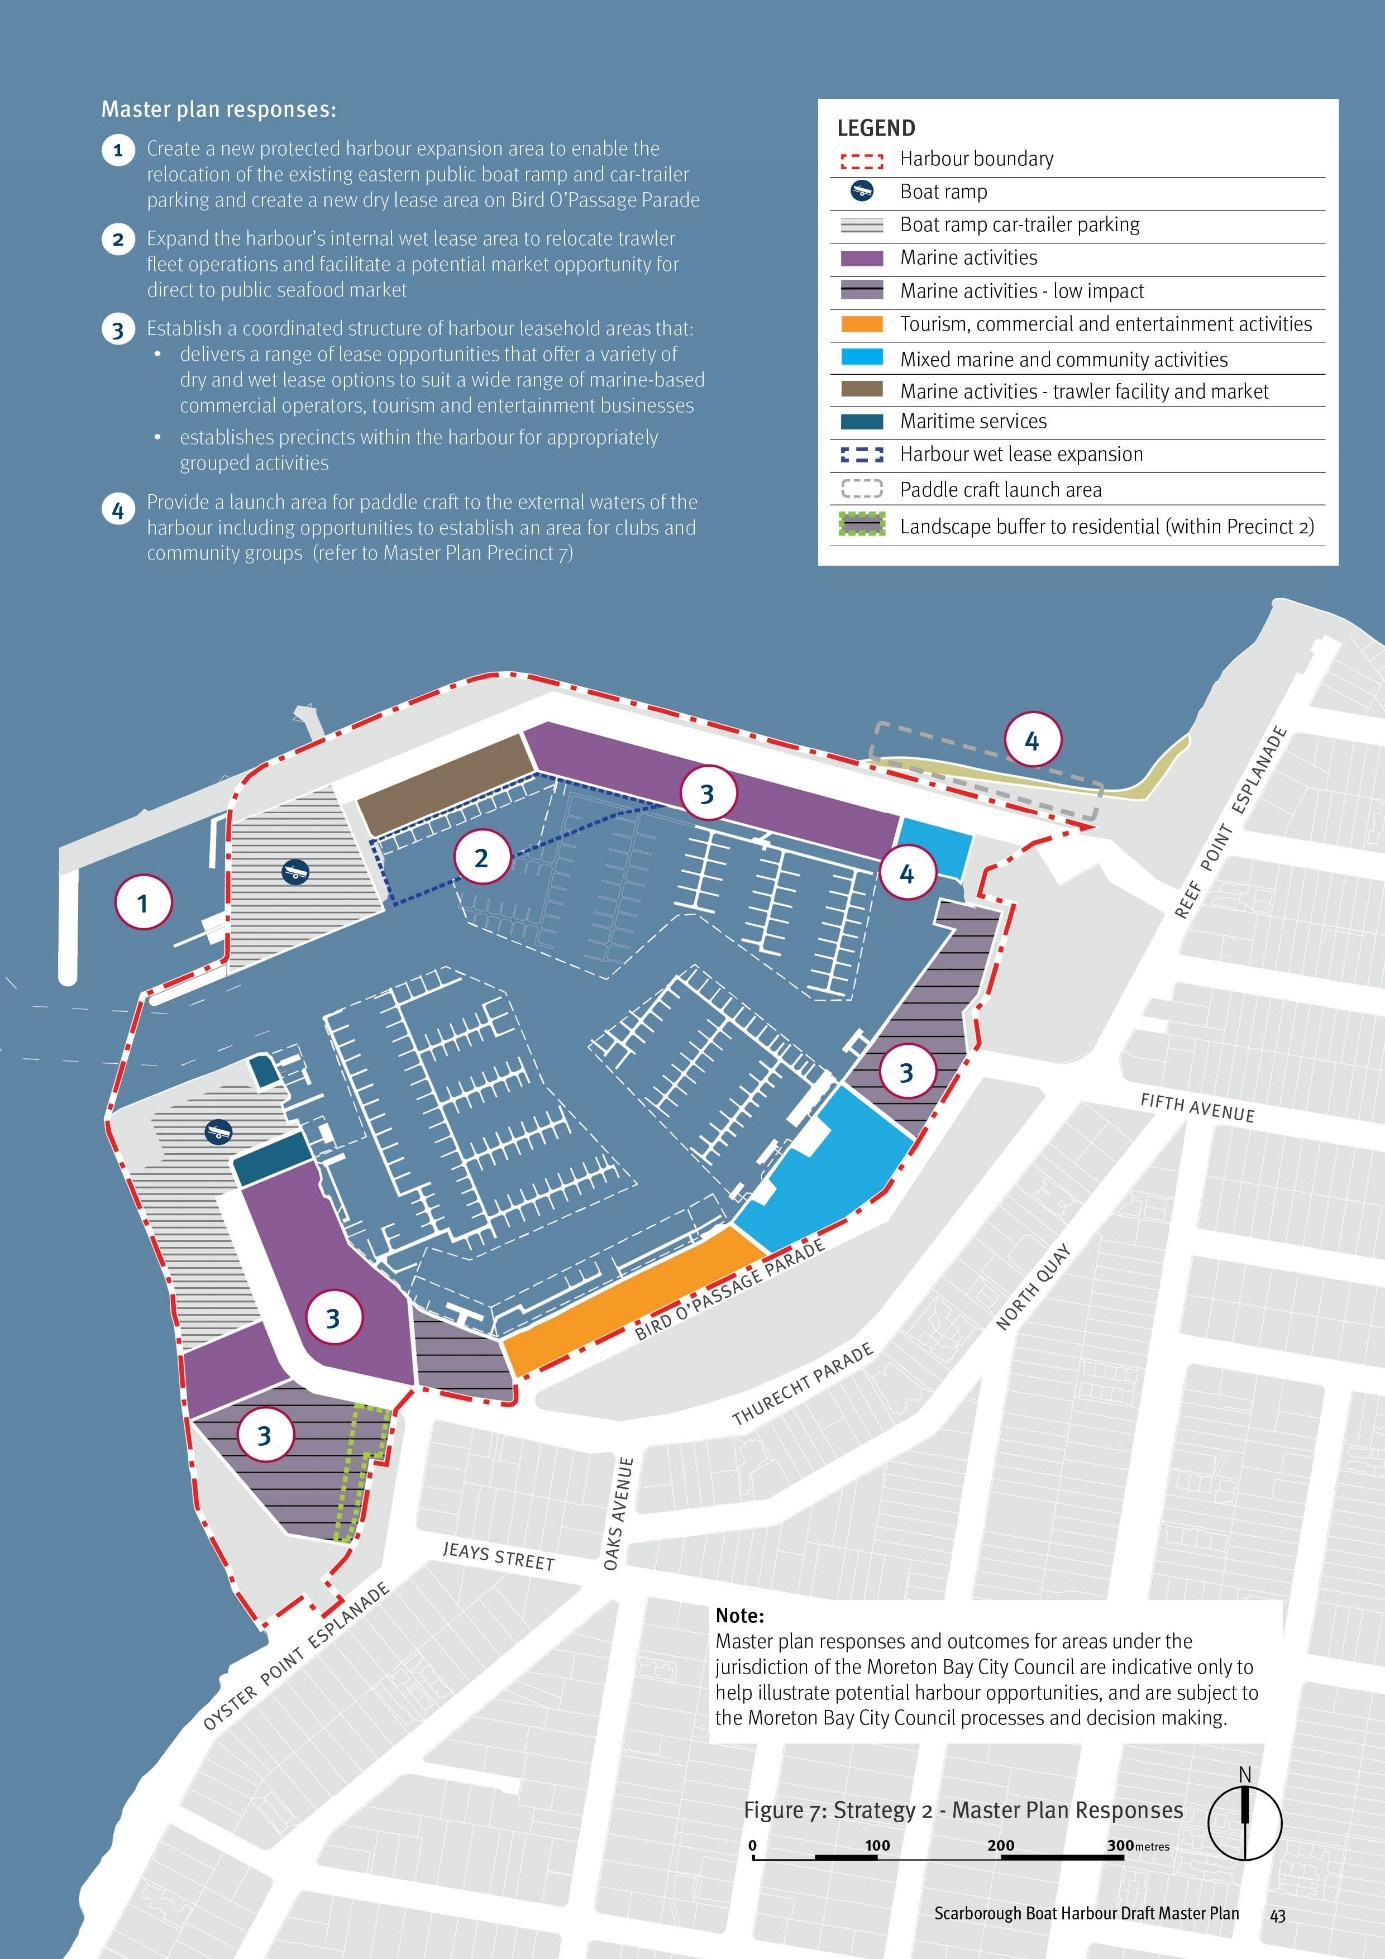 Master plan responses:
1 Create a new protected harbour expansion area to enable the
relocation of the existing eastern public boat ramp and car-trailer
parking and create a new dry lease area on Bird O'Passage Parade
2 Expand the harbour's internal wet lease area to relocate trawler
fleet operations and facilitate a potential market opportunity for
direct to public seafood market
3 Establish a coordinated structure of harbour leasehold areas that:
• delivers a range of lease opportunities that offer a variety of
dry and wet lease options to suit a wide range of marine-based
commercial operators, tourism and entertainment businesses
• establishes precincts within the harbour for appropriately
grouped activities
4 Provide a launch area for paddle craft to the external waters of the
harbour including opportunities to establish an area for clubs and
community groups (refer to Master Plan Precinct 7)
LEGEND
Harbour boundary
Boat ramp
Boat ramp car-trailer parking
Marine activities
Marine activities - low impact
Tourism, commercial and entertainment activities
Mixed marine and community activities
Marine activities - trawler facility and market
Maritime services
Harbour wet lease expansion
Paddle craft launch area
Landscape buffer to residential (within Precinct 2)
4
3
2
4
1
3
3
3
REEF POINT ESPLANADE
FIFTH AVENUE
NORTH QUAY
BIRD O'PASSAGE PARADE
THURECHT PARADE
OAKS AVENUE
JEAYS STREET
OYSTER POINT ESPLANADE
Note:
Master plan responses and outcomes for areas under the
jurisdiction of the Moreton Bay City Council are indicative only to
help illustrate potential harbour opportunities, and are subject to
the Moreton Bay City Council processes and decision making.
N
Figure 7: Strategy 2 - Master Plan Responses
0 100 200 300 metres
Scarborough Boat Harbour Draft Master Plan 43